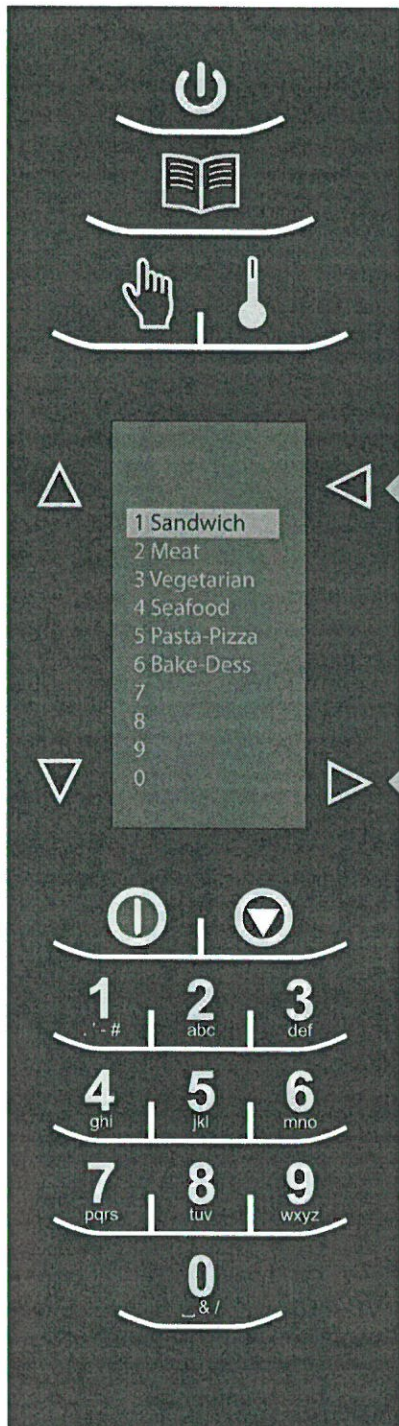 1 Sandwich
2 Meat
3 Vegetarian
4 Seafood
5 Pasta-Pizza
6 Bake-Dess
7
8
9
0
1 2 3
.'-# abc def
4 5 6
ghi jkl mno
7 8 9
pqrs tuv wxyz
0
_&/